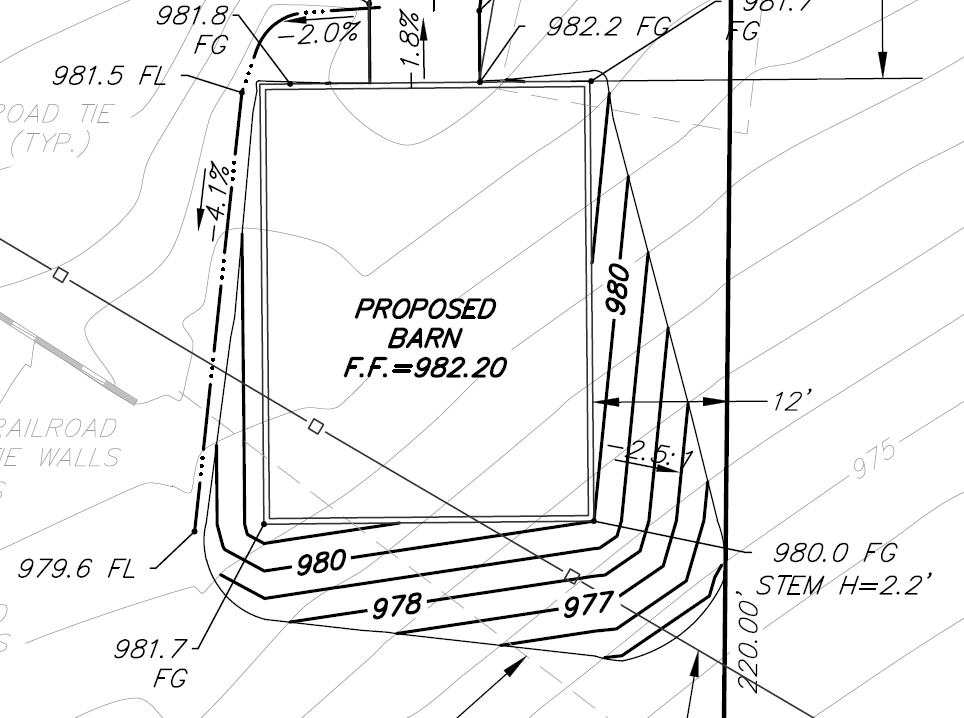 981.8
FG
-2.0%
1.8%
982.2 FG
981.7
FG
981.5 FL
ROAD TIE
(TYP.)
-4.1%
980
PROPOSED
BARN
F.F.=982.20
12'
RAILROAD
TIE WALLS
-2.5:1
975
980
980.0 FG
STEM H=2.2'
979.6 FL
978
977
220.00'
981.7
FG